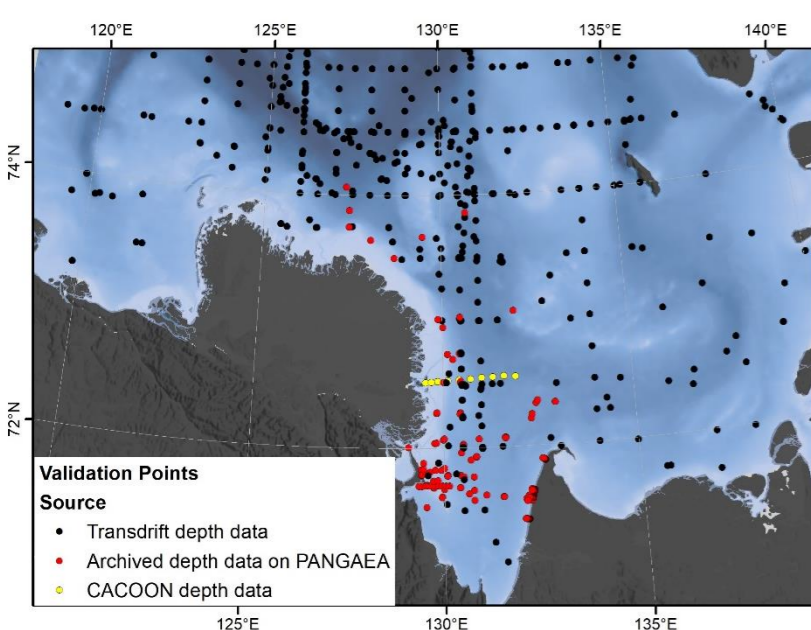 120°E 125°E 130°E 135°E 140°E
74°N
72°N
Validation Points
Source
Transdrift depth data
Archived depth data on PANGAEA
CACOON depth data
125°E 130°E 135°E